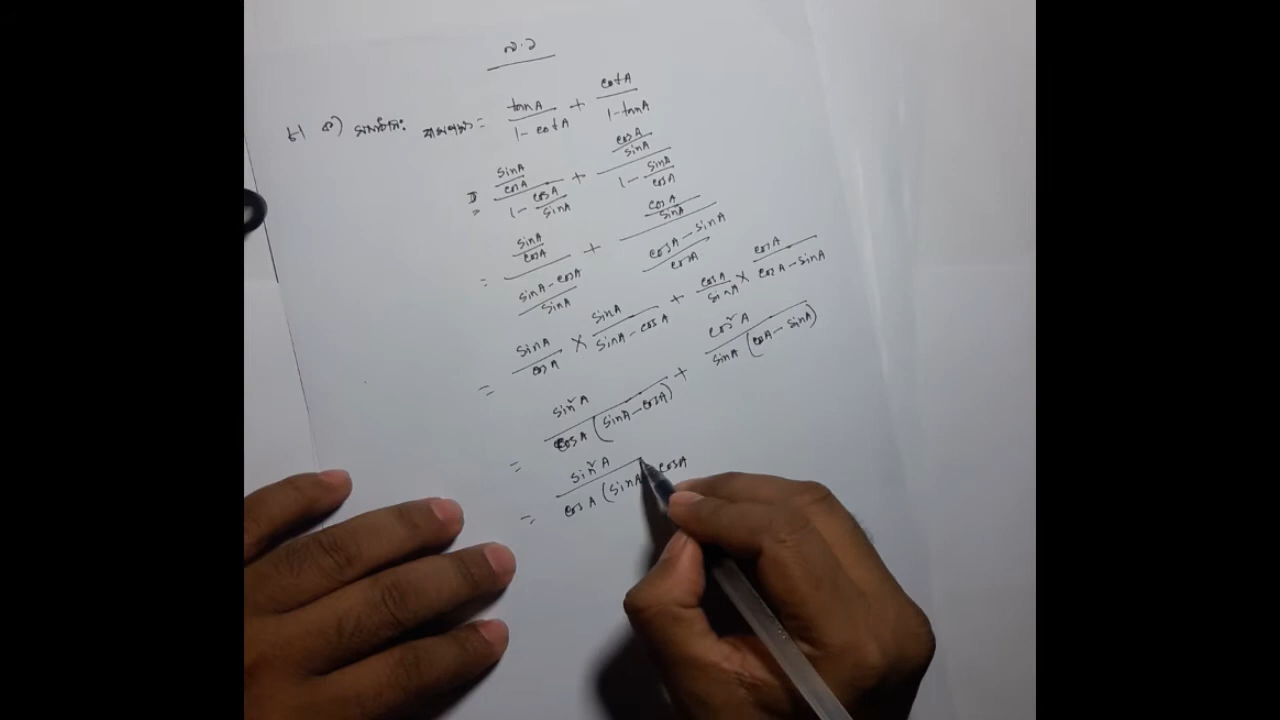 ৯.১
৮। ক) সমাধান: বামপক্ষ = tanA/(1 - cotA) + cotA/(1 - tanA)
= (sinA/cosA)/(1 - cosA/sinA) + (cosA/sinA)/(1 - sinA/cosA)
= (sinA/cosA)/((sinA - cosA)/sinA) + (cosA/sinA)/((cosA - sinA)/cosA)
= sinA/cosA × sinA/(sinA - cosA) + cosA/sinA × cosA/(cosA - sinA)
= sin²A/(cosA (sinA - cosA)) + cos²A/(sinA (cosA - sinA))
= sin²A/(cosA (sinA cosA